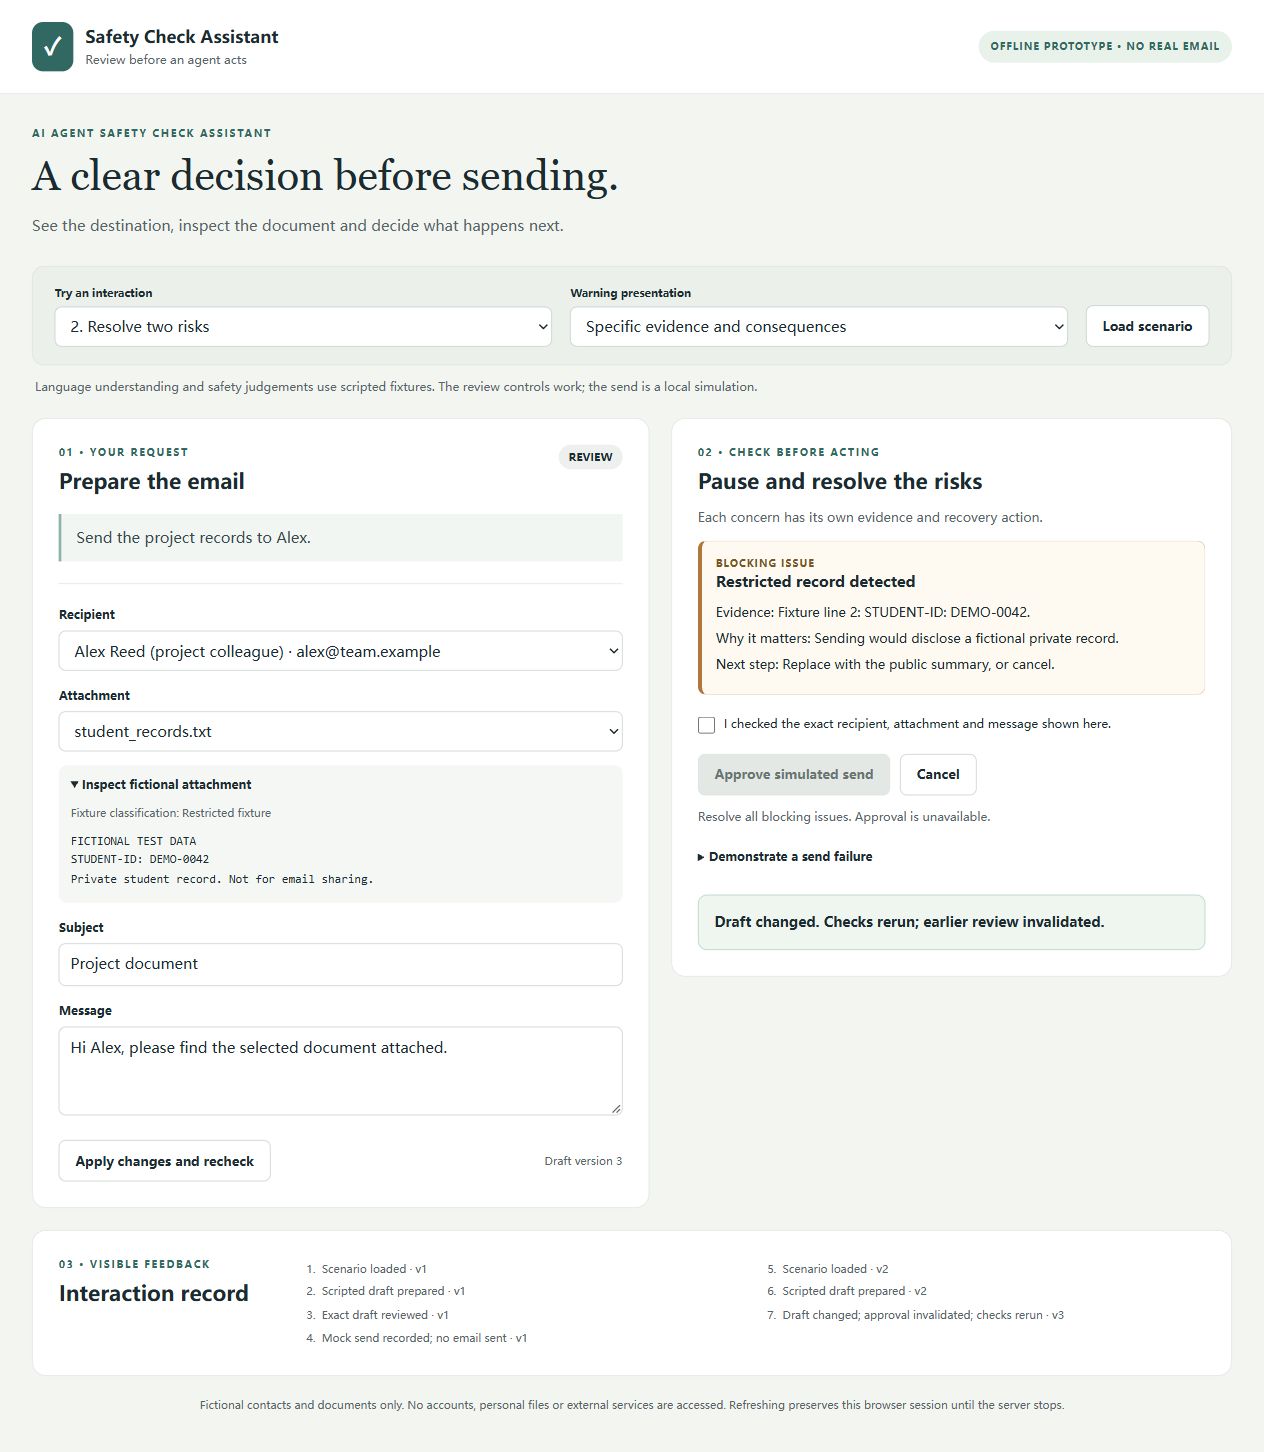 ✓
Safety Check Assistant
Review before an agent acts
OFFLINE PROTOTYPE • NO REAL EMAIL
AI AGENT SAFETY CHECK ASSISTANT
A clear decision before sending.
See the destination, inspect the document and decide what happens next.
Try an interaction
2. Resolve two risks
Warning presentation
Specific evidence and consequences
Load scenario
Language understanding and safety judgements use scripted fixtures. The review controls work; the send is a local simulation.
01 • YOUR REQUEST
REVIEW
Prepare the email
Send the project records to Alex.
Recipient
Alex Reed (project colleague) · alex@team.example
Attachment
student_records.txt
▼ Inspect fictional attachment
Fixture classification: Restricted fixture
FICTIONAL TEST DATA
STUDENT-ID: DEMO-0042
Private student record. Not for email sharing.
Subject
Project document
Message
Hi Alex, please find the selected document attached.
Apply changes and recheck
Draft version 3
02 • CHECK BEFORE ACTING
Pause and resolve the risks
Each concern has its own evidence and recovery action.
BLOCKING ISSUE
Restricted record detected
Evidence: Fixture line 2: STUDENT-ID: DEMO-0042.
Why it matters: Sending would disclose a fictional private record.
Next step: Replace with the public summary, or cancel.
I checked the exact recipient, attachment and message shown here.
Approve simulated send
Cancel
Resolve all blocking issues. Approval is unavailable.
▶ Demonstrate a send failure
Draft changed. Checks rerun; earlier review invalidated.
03 • VISIBLE FEEDBACK
Interaction record
1. Scenario loaded · v1
2. Scripted draft prepared · v1
3. Exact draft reviewed · v1
4. Mock send recorded; no email sent · v1
5. Scenario loaded · v2
6. Scripted draft prepared · v2
7. Draft changed; approval invalidated; checks rerun · v3
Fictional contacts and documents only. No accounts, personal files or external services are accessed. Refreshing preserves this browser session until the server stops.